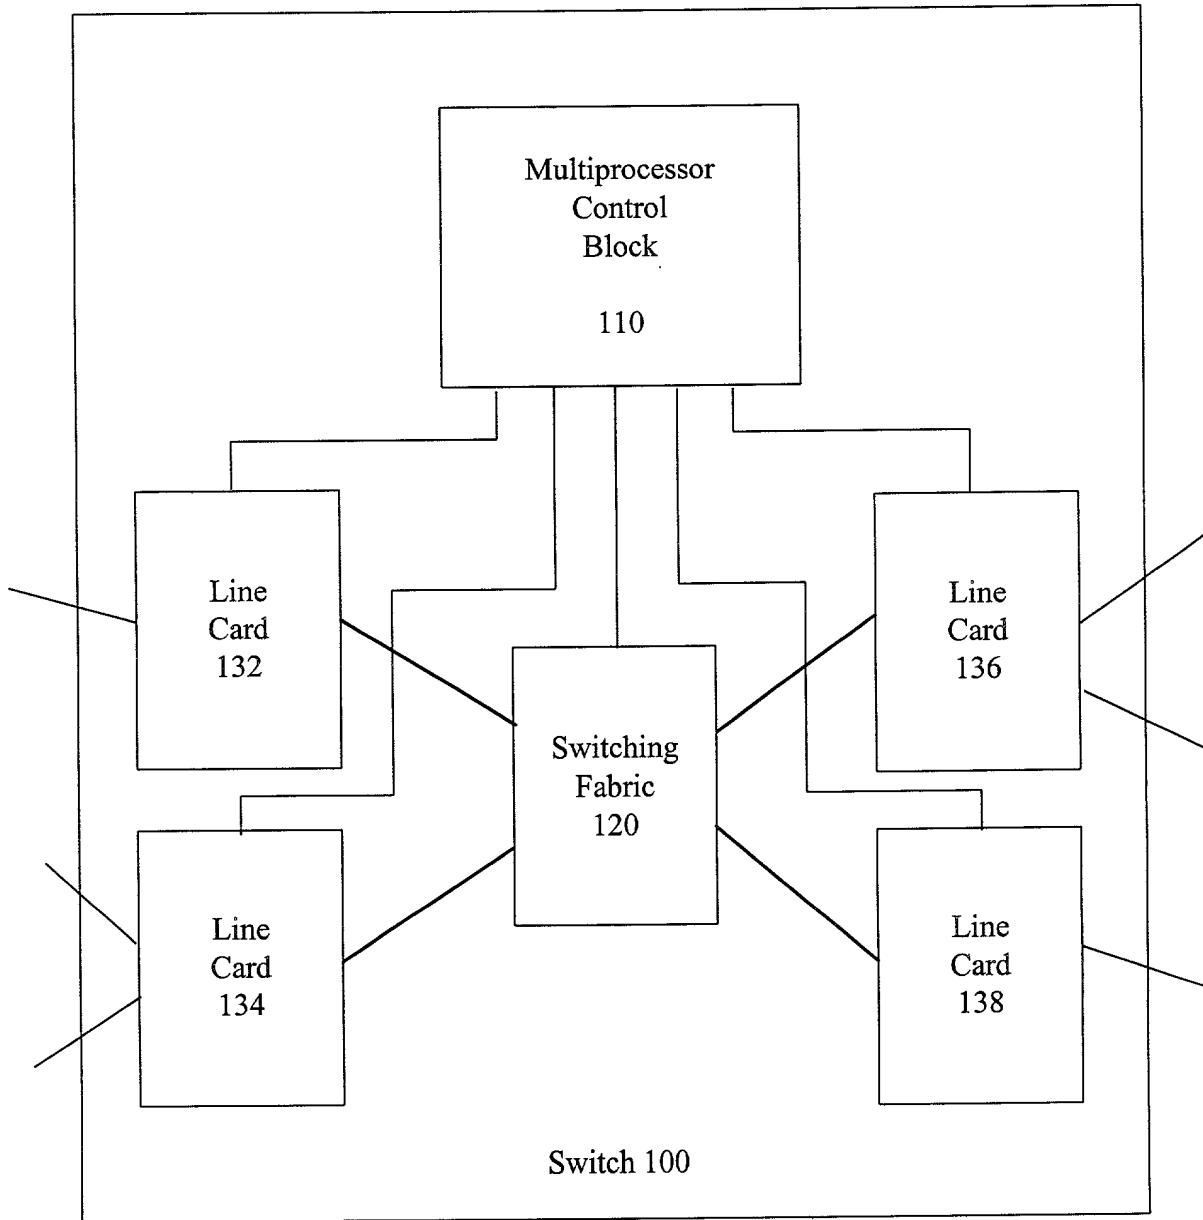 Multiprocessor
Control
Block
110
Line
Card
132
Line
Card
136
Switching
Fabric
120
Line
Card
134
Line
Card
138
Switch 100